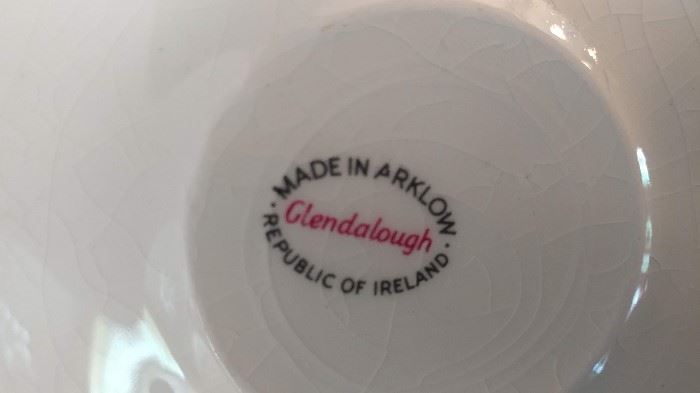 MADE IN ARKLOW
Glendalough
· REPUBLIC OF IRELAND ·